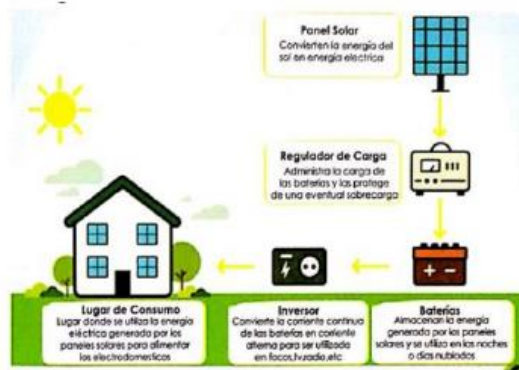 Panel Solar
Convierten la energía del
sol en energía electrica
Regulador de Carga
Administra la carga de
las baterías y las protege
de una eventual sobrecarga
Lugar de Consumo
Lugar donde se utiliza la energía
eléctrica generada por los
paneles solares para alimentar
los electrodomesticos
Inversor
Convierte la corriente continua
de las baterías en corriente
alterna para ser utilizada
en focos,tv,radio,etc
Baterías
Almacenan la energía
generada por los paneles
solares y se utiliza en las noches
o días nublados